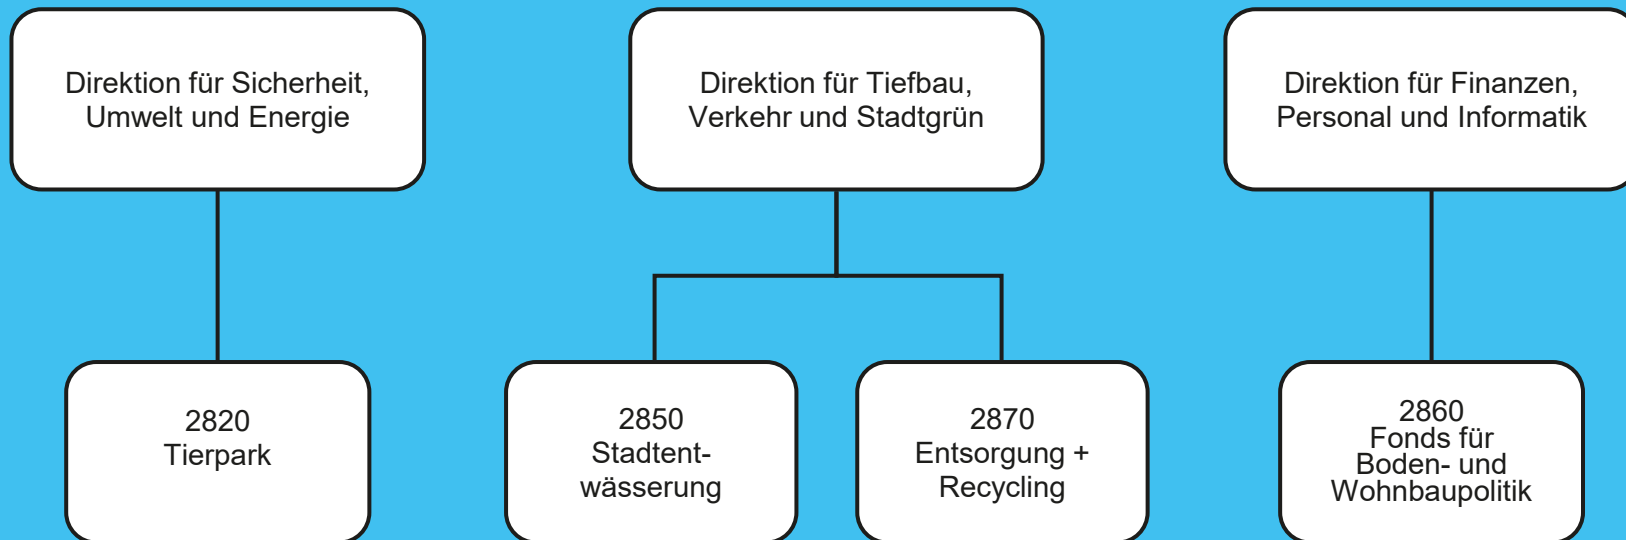 Direktion für Sicherheit,
Umwelt und Energie
Direktion für Tiefbau,
Verkehr und Stadtgrün
Direktion für Finanzen,
Personal und Informatik
2820
Tierpark
2850
Stadtent-
wässerung
2870
Entsorgung +
Recycling
2860
Fonds für
Boden- und
Wohnbaupolitik